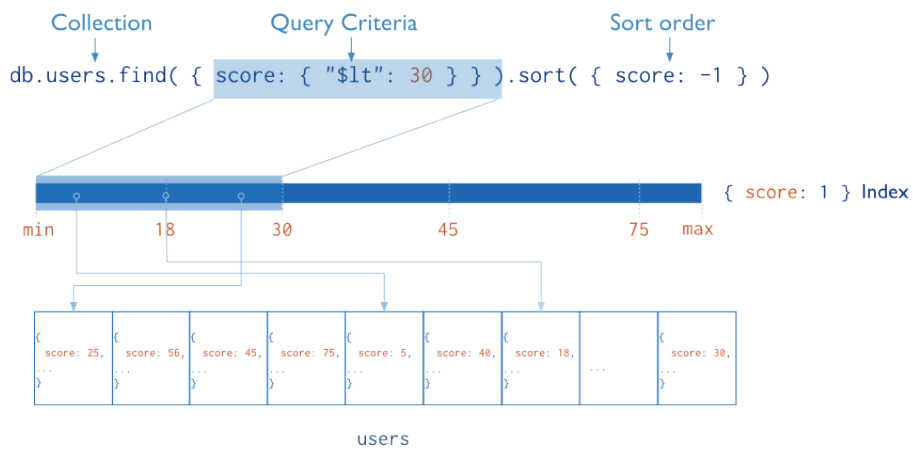 Collection Query Criteria Sort order
db.users.find( { score: { "$lt": 30 } } ).sort( { score: -1 } )
{ score: 1 } Index
min 18 30 45 75 max
{ { { { { { { {
score: 25, score: 56, score: 45, score: 75, score: 5, score: 40, score: 18, score: 30,
... ... ... ... ... ... ... ... ...
} } } } } } } }
users